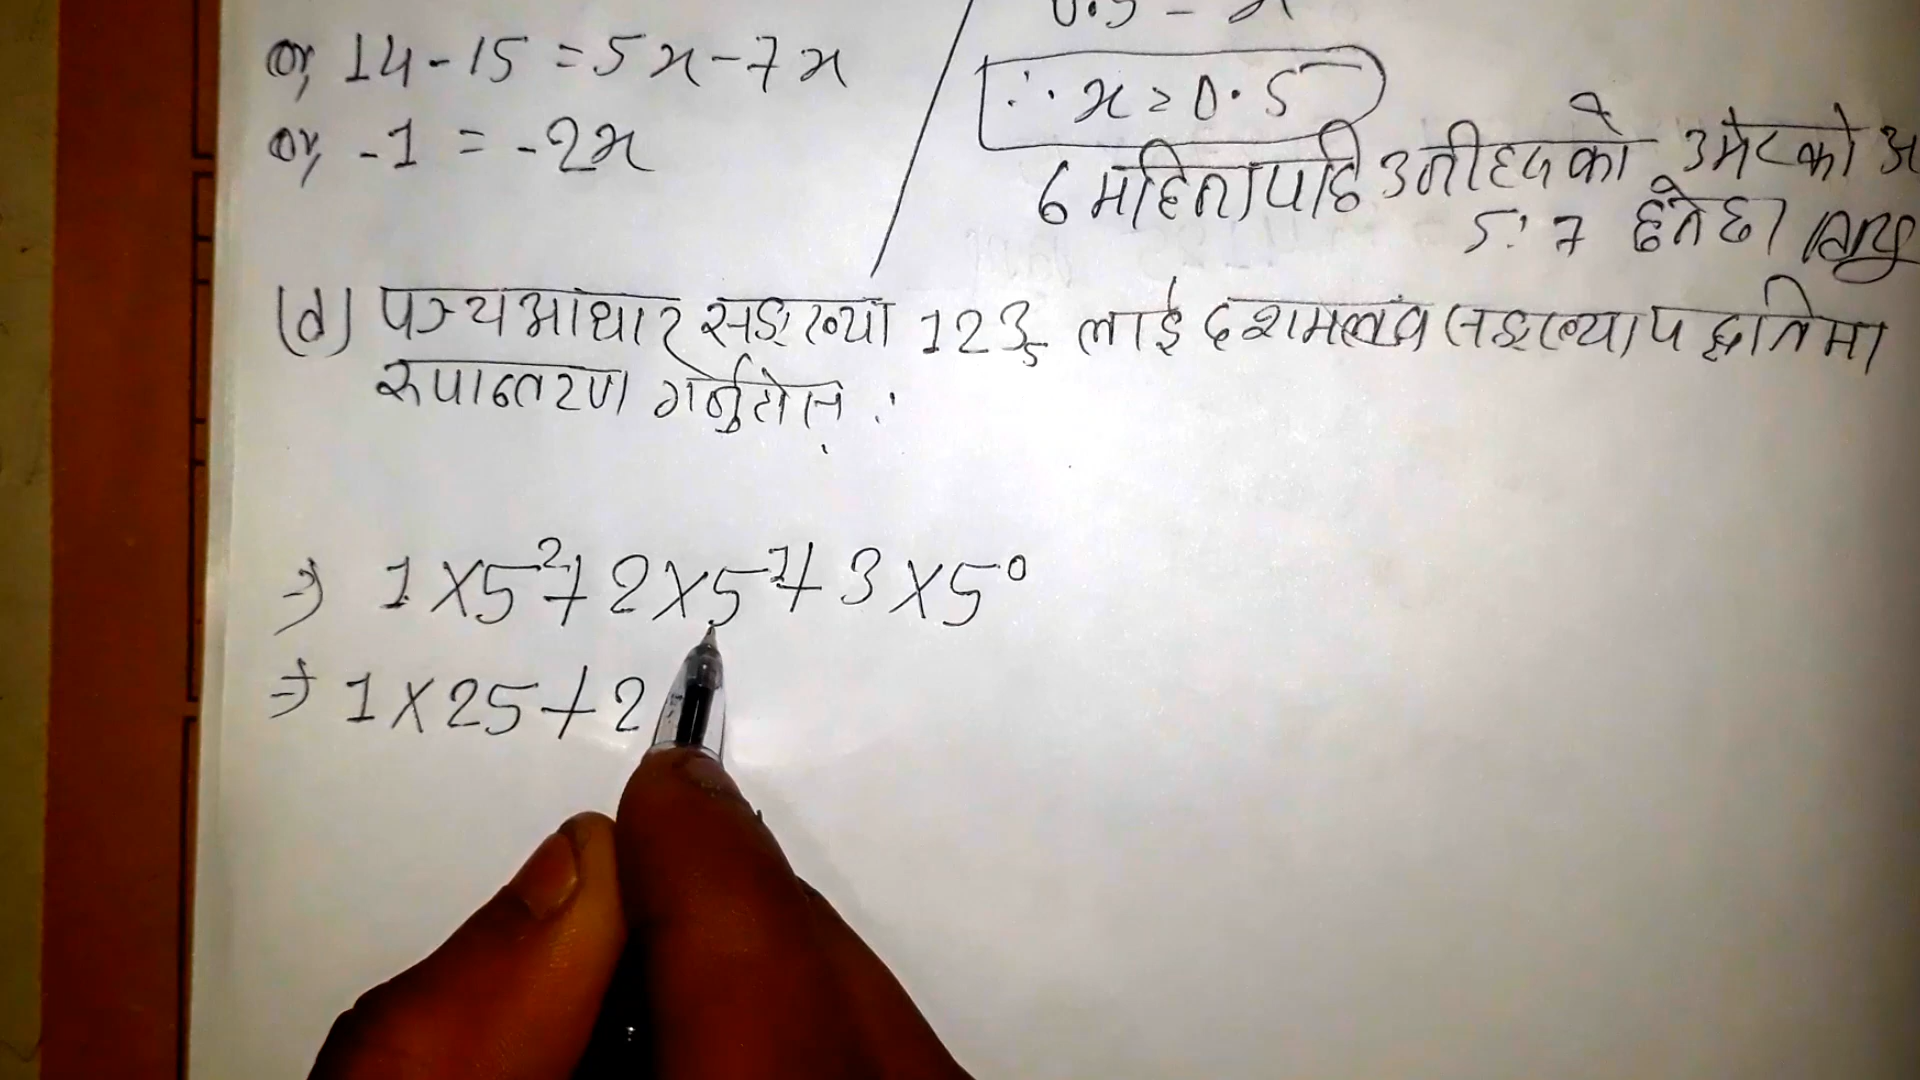 or, 14-15 = 5x-7x
or, -1 = -2x
∴ x = 0.5
6 महिनापछि उनीहरुको उमेरको अ
5:7 हुनेछ। Ans
(d) पञ्चआधार सङ्ख्या 123₅ लाई दशमलव सङ्ख्या पद्धतिमा
रुपान्तरण गर्नुहोस् :
⇒ 1×5²+2×5¹+3×5⁰
⇒ 1×25+2